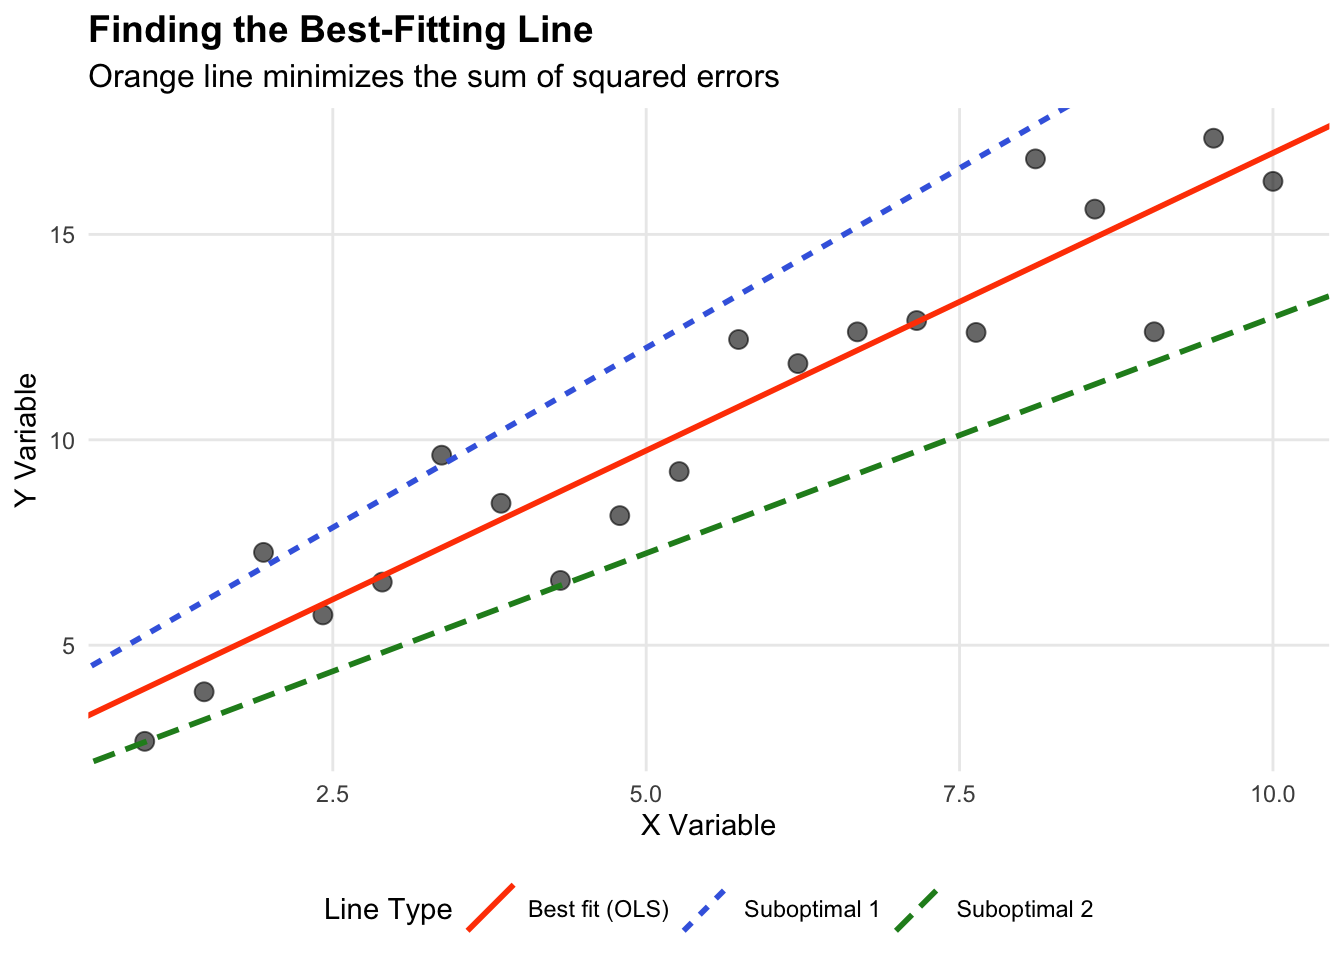 Finding the Best-Fitting Line
Orange line minimizes the sum of squared errors
Y Variable
15
10
5
2.5 5.0 7.5 10.0
X Variable
Line Type Best fit (OLS) Suboptimal 1 Suboptimal 2